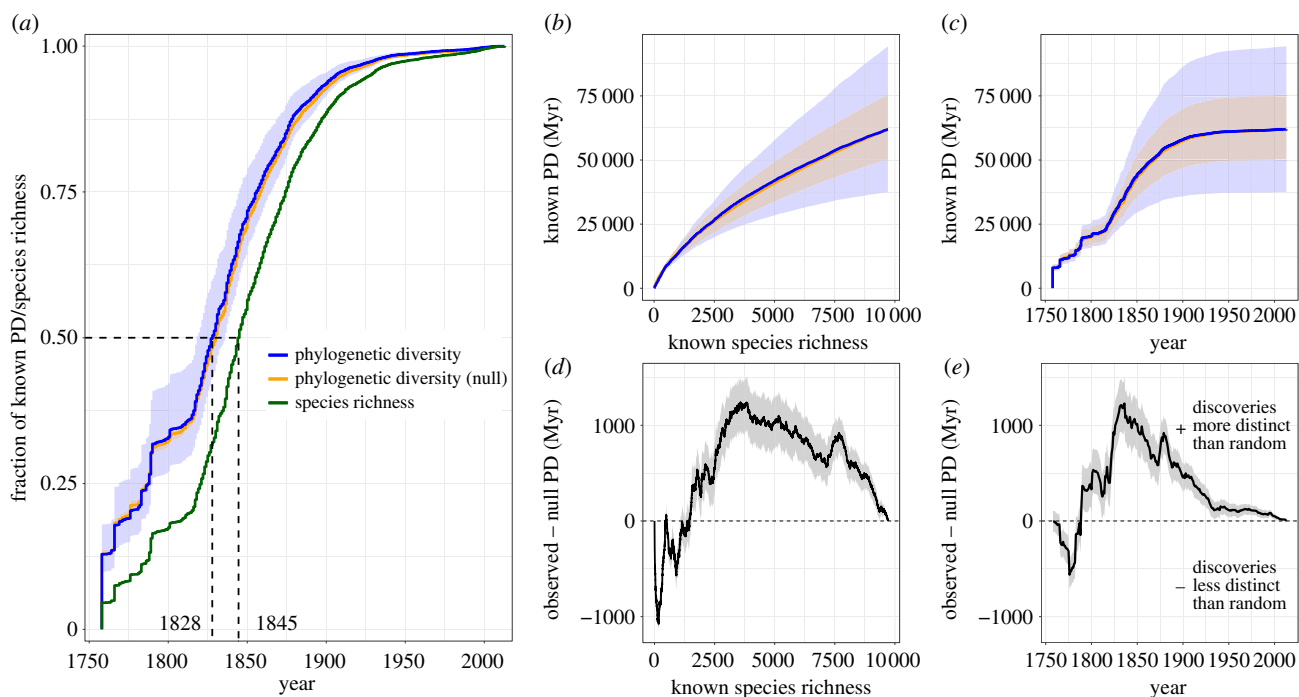 (a)
1.00
0.75
0.50
0.25
0
fraction of known PD/species richness
phylogenetic diversity
phylogenetic diversity (null)
species richness
1828
1845
1750
1800
1850
1900
1950
2000
year
(b)
75 000
50 000
25 000
0
known PD (Myr)
0
2500
5000
7500
10 000
known species richness
(c)
75 000
50 000
25 000
0
known PD (Myr)
1750
1800
1850
1900
1950
2000
year
(d)
1000
0
−1000
observed – null PD (Myr)
0
2500
5000
7500
10 000
known species richness
(e)
1000
0
−1000
observed – null PD (Myr)
discoveries
+ more distinct
than random
discoveries
– less distinct
than random
1750
1800
1850
1900
1950
2000
year